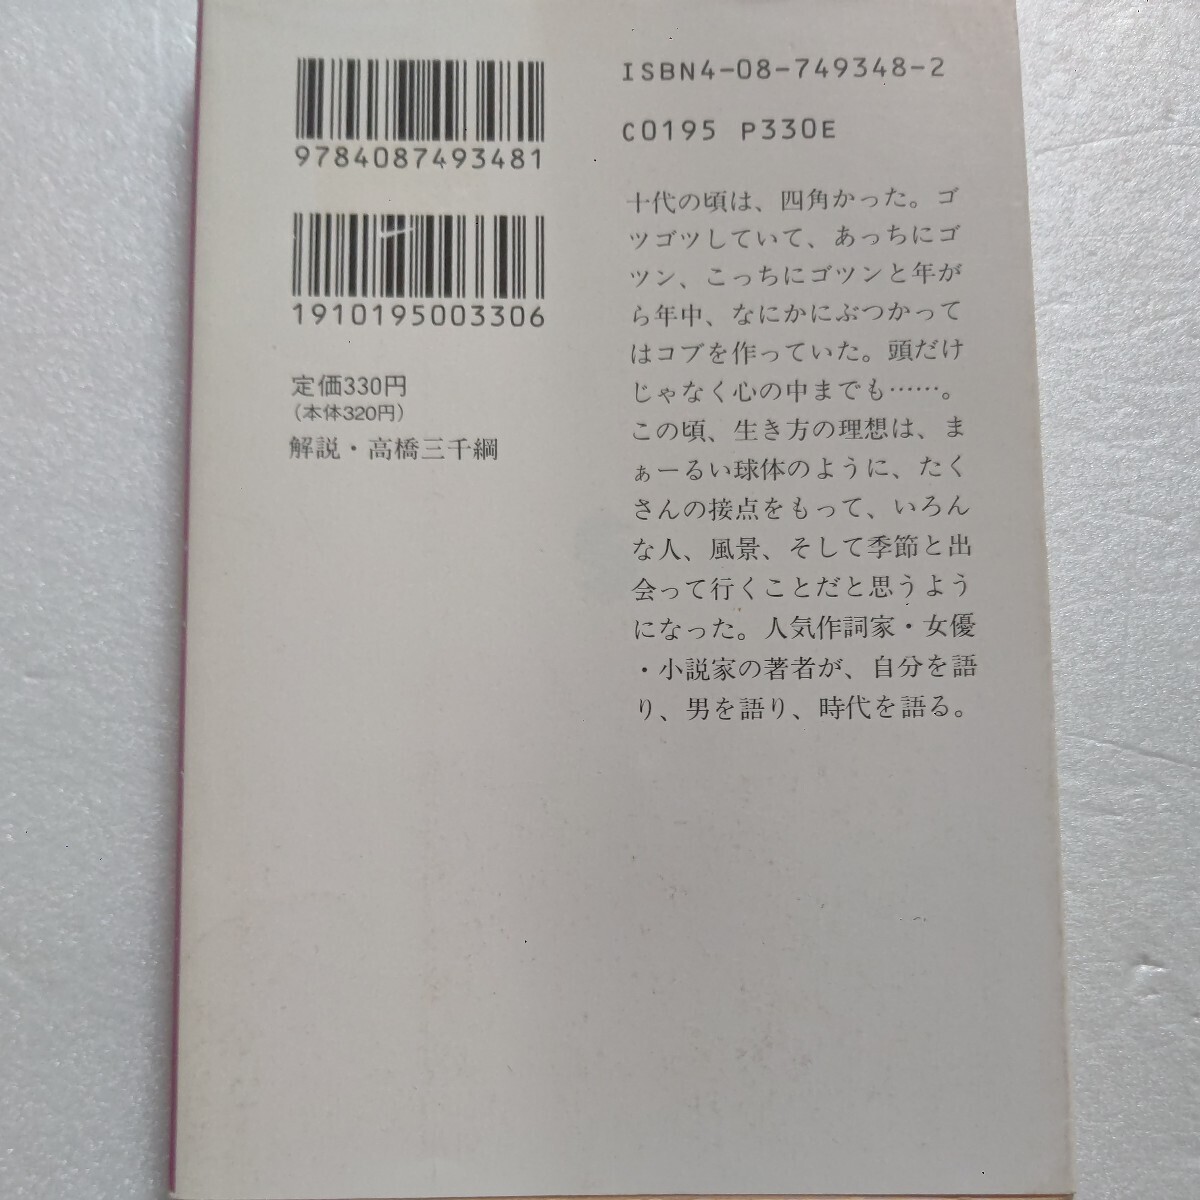 9784087493481
1910195003306
定価330円
（本体320円）
解説・高橋三千綱
ISBN4-08-749348-2
C0195 P330E
十代の頃は、四角かった。ゴ
ツゴツしていて、あっちにゴ
ツン、こっちにゴツンと年が
ら年中、なにかにぶつかって
はコブを作っていた。頭だけ
じゃなく心の中までも……。
この頃、生き方の理想は、ま
ぁーるい球体のように、たく
さんの接点をもって、いろん
な人、風景、そして季節と出
会って行くことだと思うよう
になった。人気作詞家・女優
・小説家の著者が、自分を語
り、男を語り、時代を語る。